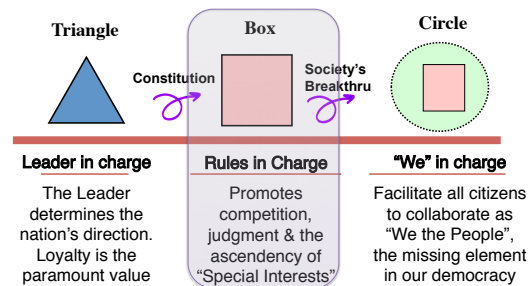 Triangle
Box
Circle
Constitution
Society's
Breakthru
Leader in charge
The Leader
determines the
nation's direction.
Loyalty is the
paramount value
Rules in Charge
Promotes
competition,
judgment & the
ascendency of
"Special Interests"
"We" in charge
Facilitate all citizens
to collaborate as
"We the People",
the missing element
in our democracy